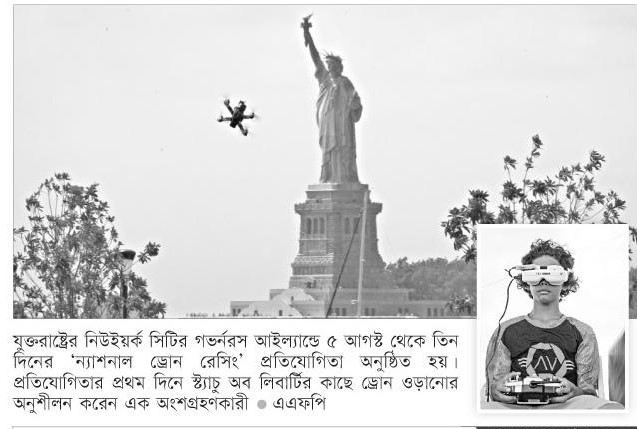 যুক্তরাষ্ট্রের নিউইয়র্ক সিটির গভর্নরস আইল্যান্ডে ৫ আগস্ট থেকে তিন
দিনের ‘ন্যাশনাল ড্রোন রেসিং’ প্রতিযোগিতা অনুষ্ঠিত হয়।
প্রতিযোগিতার প্রথম দিনে স্ট্যাচু অব লিবার্টির কাছে ড্রোন ওড়ানোর
অনুশীলন করেন এক অংশগ্রহণকারী ● এএফপি